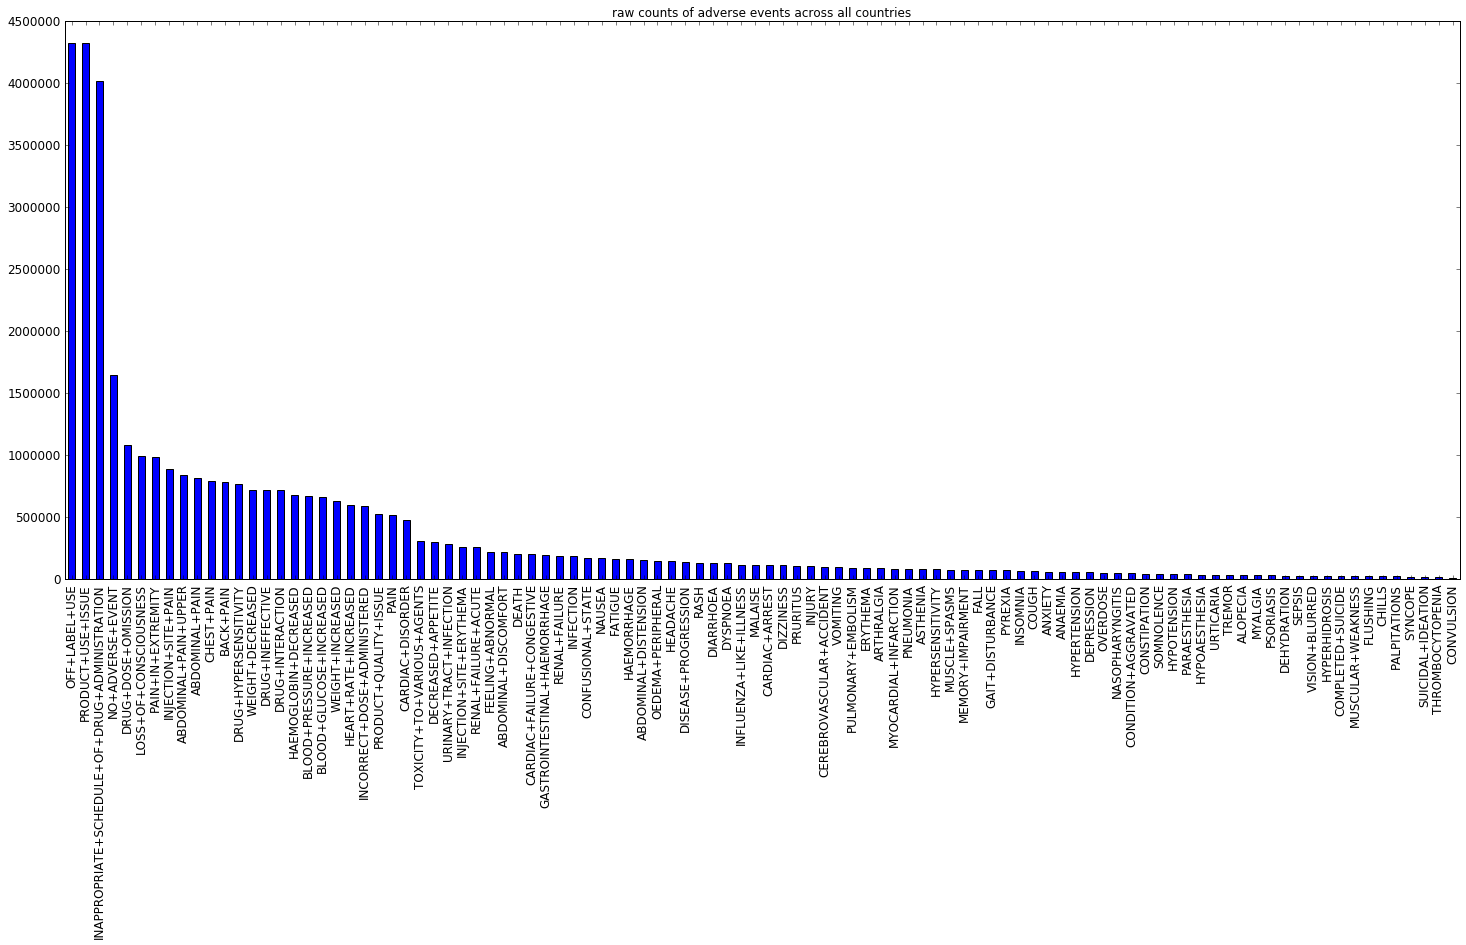 raw counts of adverse events across all countries
4500000
4000000
3500000
3000000
2500000
2000000
1500000
1000000
500000
0
OFF+LABEL+USE
PRODUCT+USE+ISSUE
INAPPROPRIATE+SCHEDULE+OF+DRUG+ADMINISTRATION
NO+ADVERSE+EVENT
DRUG+DOSE+OMISSION
LOSS+OF+CONSCIOUSNESS
PAIN+IN+EXTREMITY
INJECTION+SITE+PAIN
ABDOMINAL+PAIN+UPPER
ABDOMINAL+PAIN
CHEST+PAIN
BACK+PAIN
DRUG+HYPERSENSITIVITY
WEIGHT+DECREASED
DRUG+INEFFECTIVE
DRUG+INTERACTION
HAEMOGLOBIN+DECREASED
BLOOD+PRESSURE+INCREASED
BLOOD+GLUCOSE+INCREASED
WEIGHT+INCREASED
HEART+RATE+INCREASED
INCORRECT+DOSE+ADMINISTERED
PRODUCT+QUALITY+ISSUE
PAIN
CARDIAC+DISORDER
TOXICITY+TO+VARIOUS+AGENTS
DECREASED+APPETITE
URINARY+TRACT+INFECTION
INJECTION+SITE+ERYTHEMA
RENAL+FAILURE+ACUTE
FEELING+ABNORMAL
ABDOMINAL+DISCOMFORT
DEATH
CARDIAC+FAILURE+CONGESTIVE
GASTROINTESTINAL+HAEMORRHAGE
RENAL+FAILURE
INFECTION
CONFUSIONAL+STATE
NAUSEA
FATIGUE
HAEMORRHAGE
ABDOMINAL+DISTENSION
OEDEMA+PERIPHERAL
HEADACHE
DISEASE+PROGRESSION
RASH
DIARRHOEA
DYSPNOEA
INFLUENZA+LIKE+ILLNESS
MALAISE
CARDIAC+ARREST
DIZZINESS
PRURITUS
INJURY
CEREBROVASCULAR+ACCIDENT
VOMITING
PULMONARY+EMBOLISM
ERYTHEMA
ARTHRALGIA
MYOCARDIAL+INFARCTION
PNEUMONIA
ASTHENIA
HYPERSENSITIVITY
MUSCLE+SPASMS
MEMORY+IMPAIRMENT
FALL
GAIT+DISTURBANCE
PYREXIA
INSOMNIA
COUGH
ANXIETY
ANAEMIA
HYPERTENSION
DEPRESSION
OVERDOSE
NASOPHARYNGITIS
CONDITION+AGGRAVATED
CONSTIPATION
SOMNOLENCE
HYPOTENSION
PARAESTHESIA
HYPOAESTHESIA
URTICARIA
TREMOR
ALOPECIA
MYALGIA
PSORIASIS
DEHYDRATION
SEPSIS
VISION+BLURRED
HYPERHIDROSIS
COMPLETED+SUICIDE
MUSCULAR+WEAKNESS
FLUSHING
CHILLS
PALPITATIONS
SYNCOPE
SUICIDAL+IDEATION
THROMBOCYTOPENIA
CONVULSION